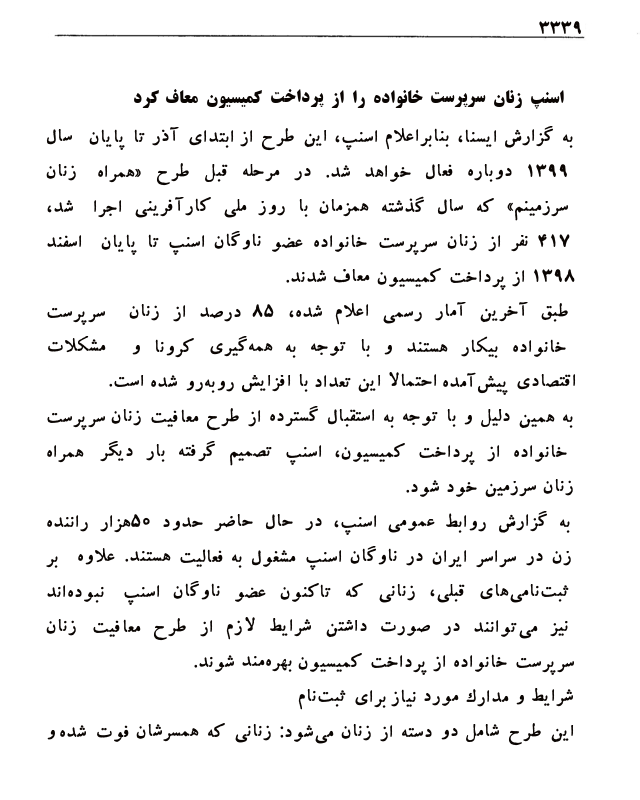 ۳۳۳۹
اسنپ زنان سرپرست خانواده را از پرداخت کمیسیون معاف کرد
به گزارش ایسنا، بنابراعلام اسنپ، این طرح از ابتدای آذر تا پایان سال
۱۳۹۹ دوباره فعال خواهد شد. در مرحله قبل طرح «همراه زنان
سرزمینم» که سال گذشته همزمان با روز ملی کارآفرینی اجرا شد،
۴۱۷ نفر از زنان سرپرست خانواده عضو ناوگان اسنپ تا پایان اسفند
۱۳۹۸ از پرداخت کمیسیون معاف شدند.
طبق آخرین آمار رسمی اعلام شده، ۸۵ درصد از زنان سرپرست
خانواده بیکار هستند و با توجه به همه‌گیری کرونا و مشکلات
اقتصادی پیش‌آمده احتمالا این تعداد با افزایش روبه‌رو شده است.
به همین دلیل و با توجه به استقبال گسترده از طرح معافیت زنان سرپرست
خانواده از پرداخت کمیسیون، اسنپ تصمیم گرفته بار دیگر همراه
زنان سرزمین خود شود.
به گزارش روابط عمومی اسنپ، در حال حاضر حدود ۵۰هزار راننده
زن در سراسر ایران در ناوگان اسنپ مشغول به فعالیت هستند. علاوه بر
ثبت‌نامی‌های قبلی، زنانی که تاکنون عضو ناوگان اسنپ نبوده‌اند
نیز می‌توانند در صورت داشتن شرایط لازم از طرح معافیت زنان
سرپرست خانواده از پرداخت کمیسیون بهره‌مند شوند.
شرایط و مدارك مورد نیاز برای ثبت‌نام
این طرح شامل دو دسته از زنان می‌شود: زنانی که همسرشان فوت شده و